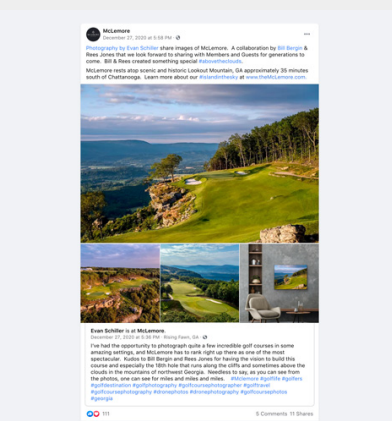 McLemore
December 27, 2020 at 5:58 PM ·
Photography by Evan Schiller share images of McLemore. A collaboration by Bill Bergin &
Rees Jones that we look forward to sharing with Members and Guests for generations to
come. Bill & Rees created something special #abovetheclouds.
McLemore rests atop scenic and historic Lookout Mountain, GA approximately 35 minutes
south of Chattanooga. Learn more about our #islandinthesky at www.theMcLemore.com.
Evan Schiller is at McLemore.
December 27, 2020 at 5:36 PM · Rising Fawn, GA ·
I've had the opportunity to photograph quite a few incredible golf courses in some
amazing settings, and McLemore has to rank right up there as one of the most
spectacular. Kudos to Bill Bergin and Rees Jones for having the vision to build this
course and especially the 18th hole that runs along the cliffs and sometimes above the
clouds in the mountains of northwest Georgia. Needless to say, as you can see from
the photos, one can see for miles and miles and miles. #Mclemore #golflife #golfern
#golfdestination #golfphotography #golfcoursephotographer #golftravel
#golfcoursephotography #dronephotos #dronephotography #golfcoursephotos
#georgia
111
5 Comments 11 Shares